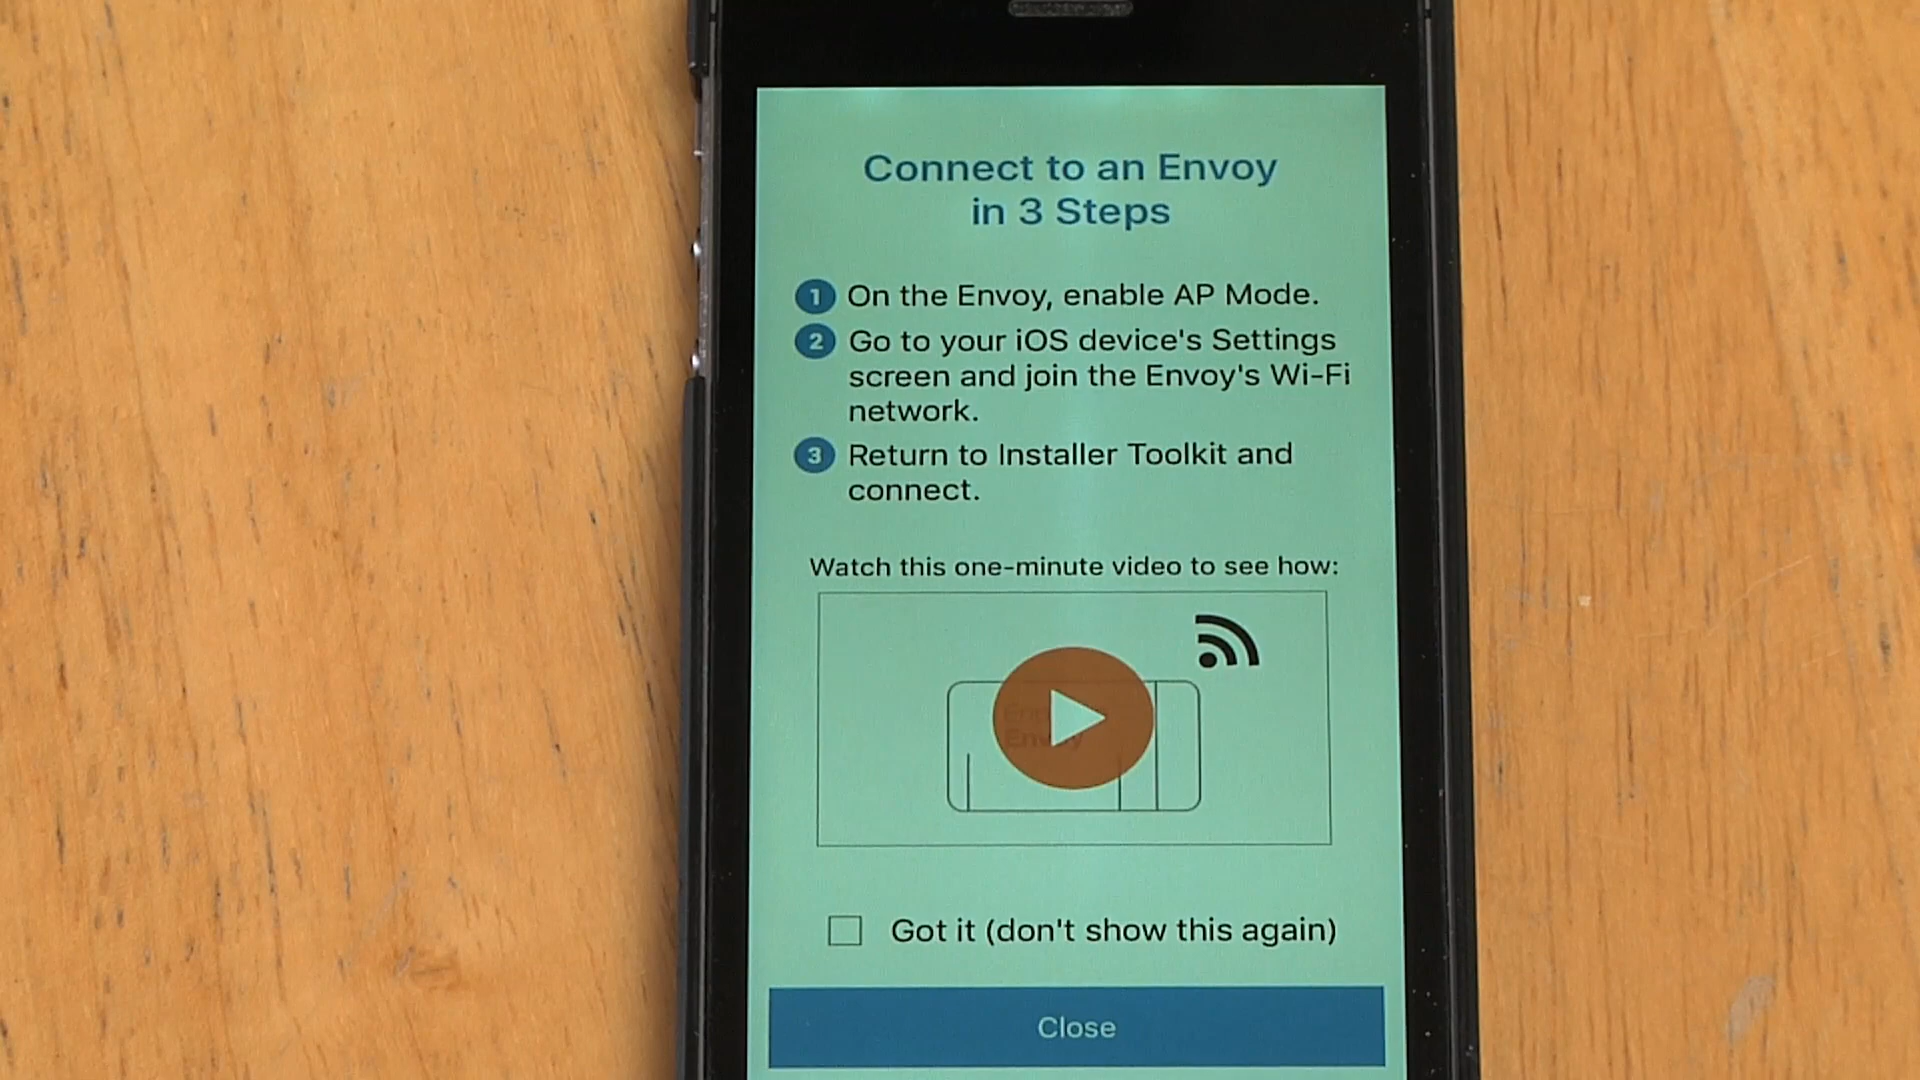 Connect to an Envoy
in 3 Steps
1 On the Envoy, enable AP Mode.
2 Go to your iOS device's Settings
screen and join the Envoy's Wi-Fi
network.
3 Return to Installer Toolkit and
connect.
Watch this one-minute video to see how:
Envoy
Got it (don't show this again)
Close